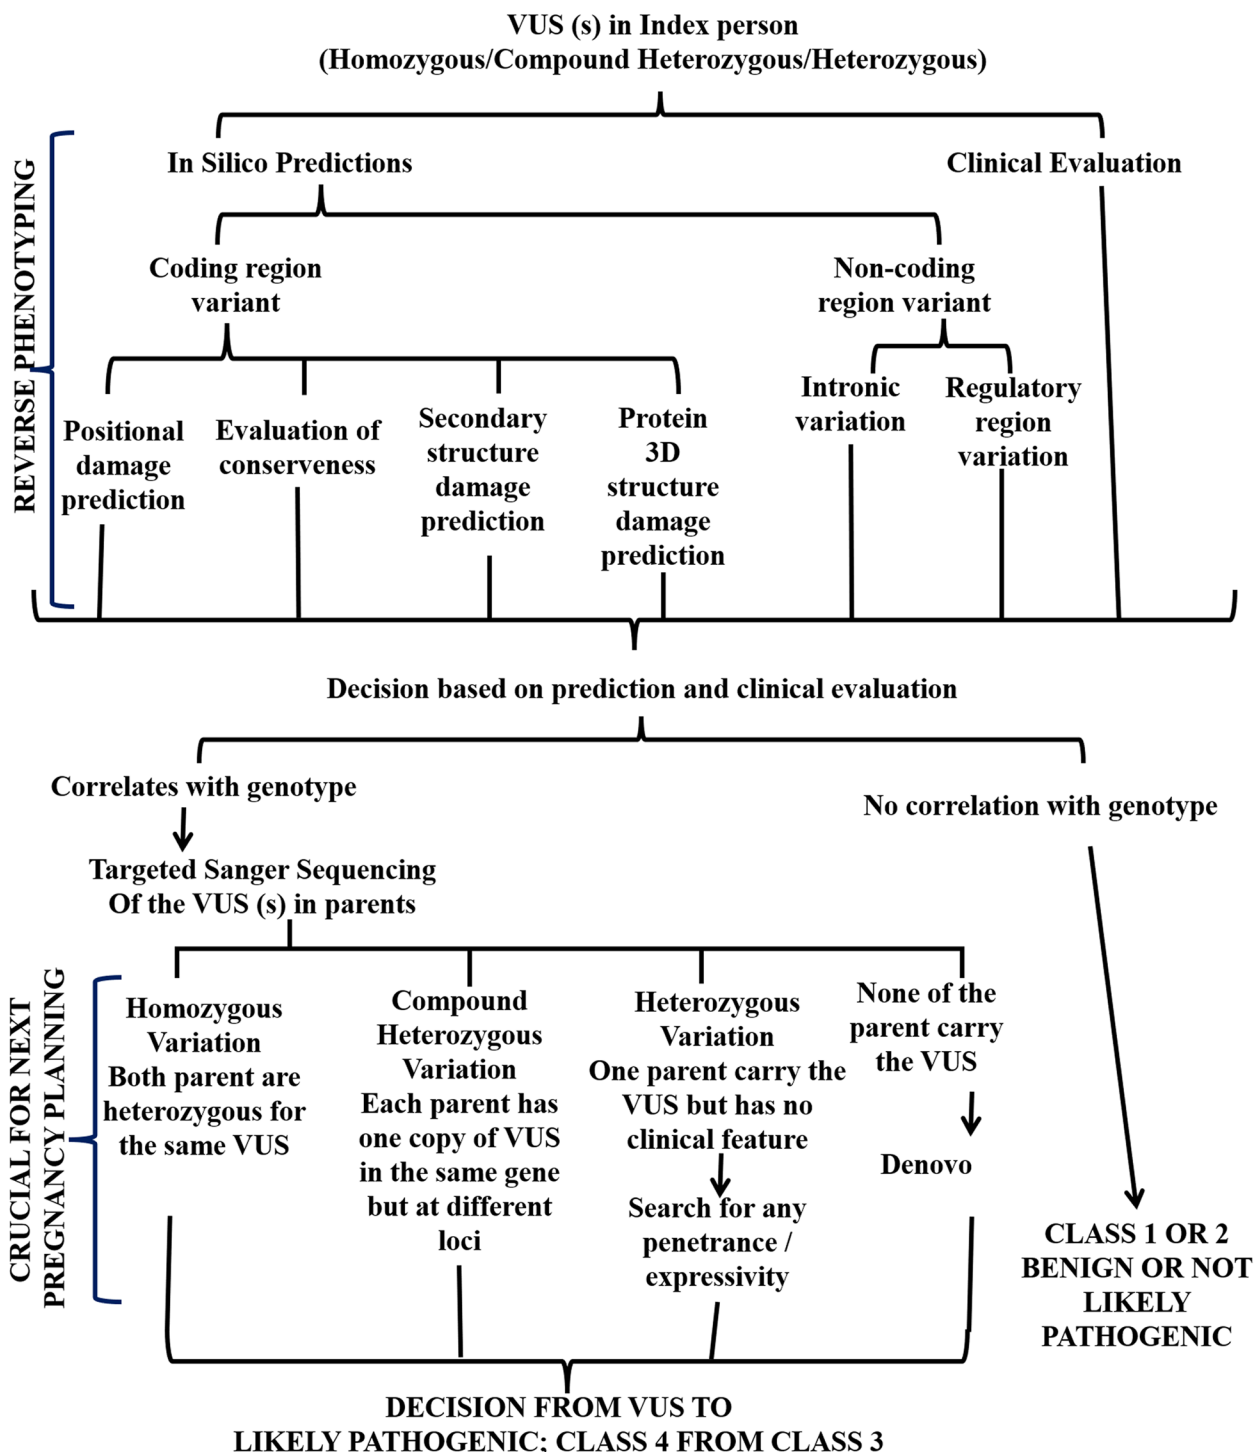 VUS (s) in Index person
(Homozygous/Compound Heterozygous/Heterozygous)
REVERSE PHENOTYPING
In Silico Predictions
Clinical Evaluation
Coding region
variant
Non-coding
region variant
Positional
damage
prediction
Evaluation of
conserveness
Secondary
structure
damage
prediction
Protein
3D
structure
damage
prediction
Intronic
variation
Regulatory
region
variation
Decision based on prediction and clinical evaluation
Correlates with genotype
No correlation with genotype
Targeted Sanger Sequencing
Of the VUS (s) in parents
CRUCIAL FOR NEXT
PREGNANCY PLANNING
Homozygous
Variation
Both parent are
heterozygous for
the same VUS
Compound
Heterozygous
Variation
Each parent has
one copy of VUS
in the same gene
but at different
loci
Heterozygous
Variation
One parent carry the
VUS but has no
clinical feature
Search for any
penetrance /
expressivity
None of the
parent carry
the VUS
Denovo
CLASS 1 OR 2
BENIGN OR NOT
LIKELY
PATHOGENIC
DECISION FROM VUS TO
LIKELY PATHOGENIC; CLASS 4 FROM CLASS 3